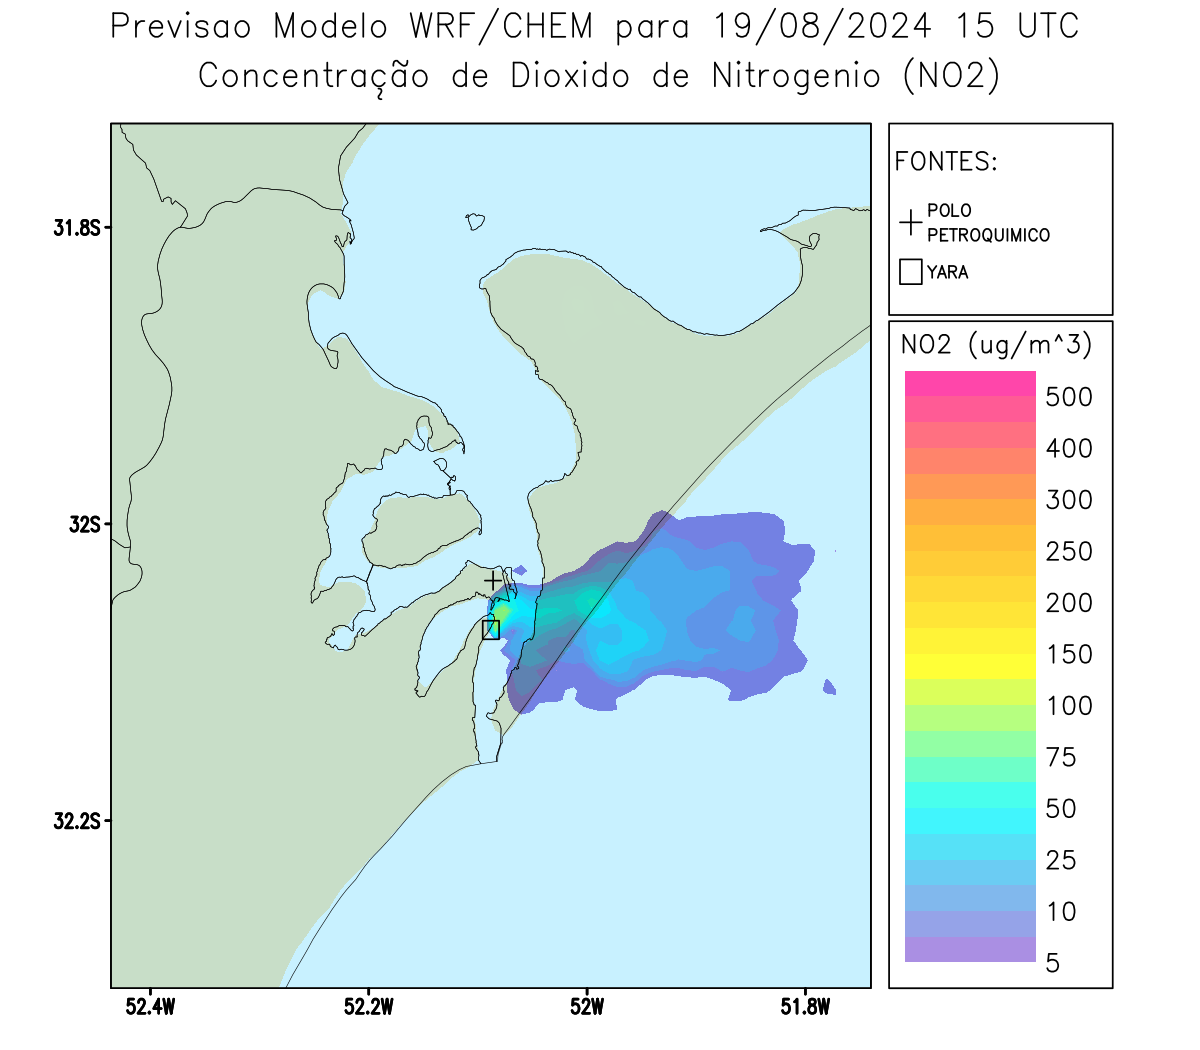 Previsao Modelo WRF/CHEM para 19/08/2024 15 UTC
Concentração de Dioxido de Nitrogenio (NO2)
FONTES:
POLO
PETROQUIMICO
YARA
NO2 (ug/m^3)
500
400
300
250
200
150
100
75
50
25
10
5
31.8S
32S
32.2S
52.4W
52.2W
52W
51.8W